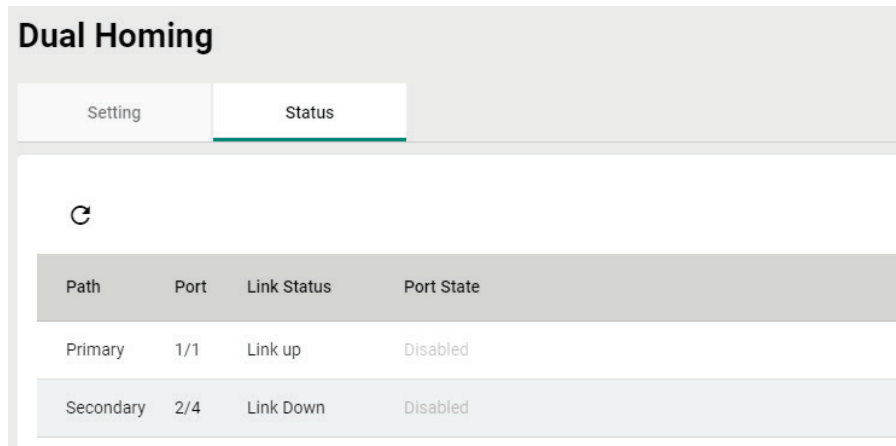 Dual Homing
Setting Status
Path Port Link Status Port State
Primary 1/1 Link up Disabled
Secondary 2/4 Link Down Disabled